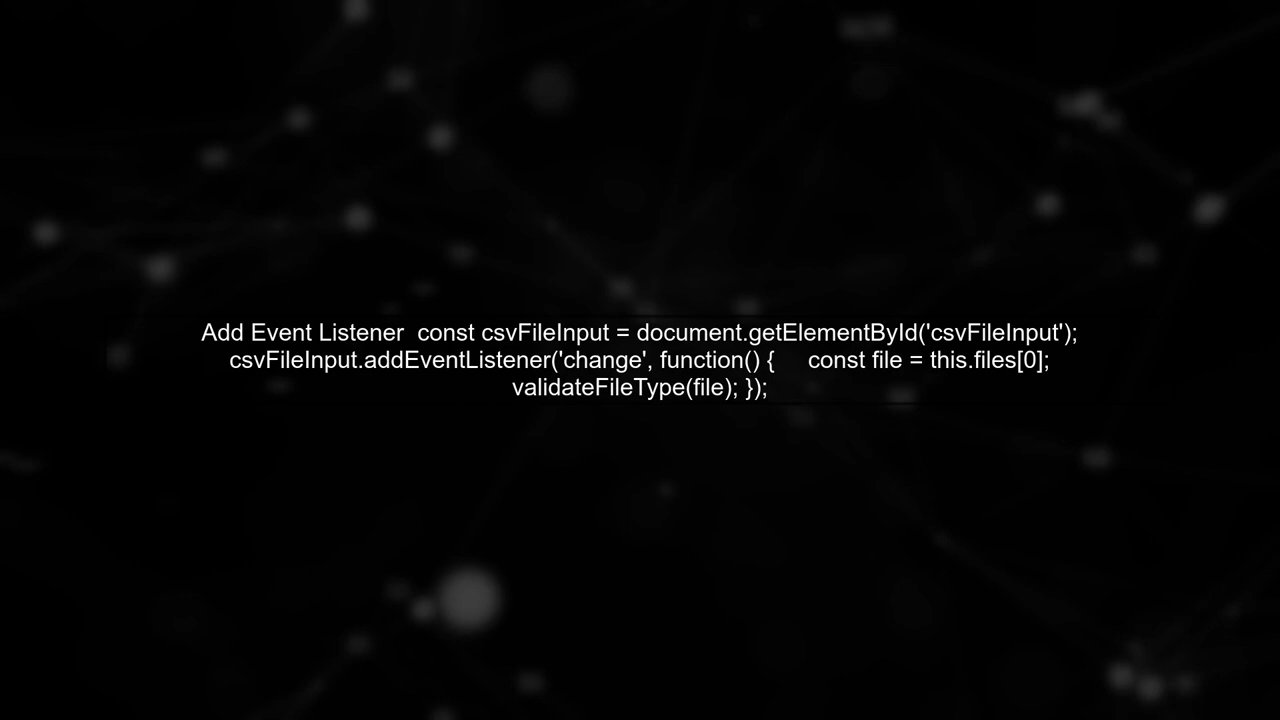 Add Event Listener  const csvFileInput = document.getElementById('csvFileInput');
csvFileInput.addEventListener('change', function() {     const file = this.files[0];
validateFileType(file); });